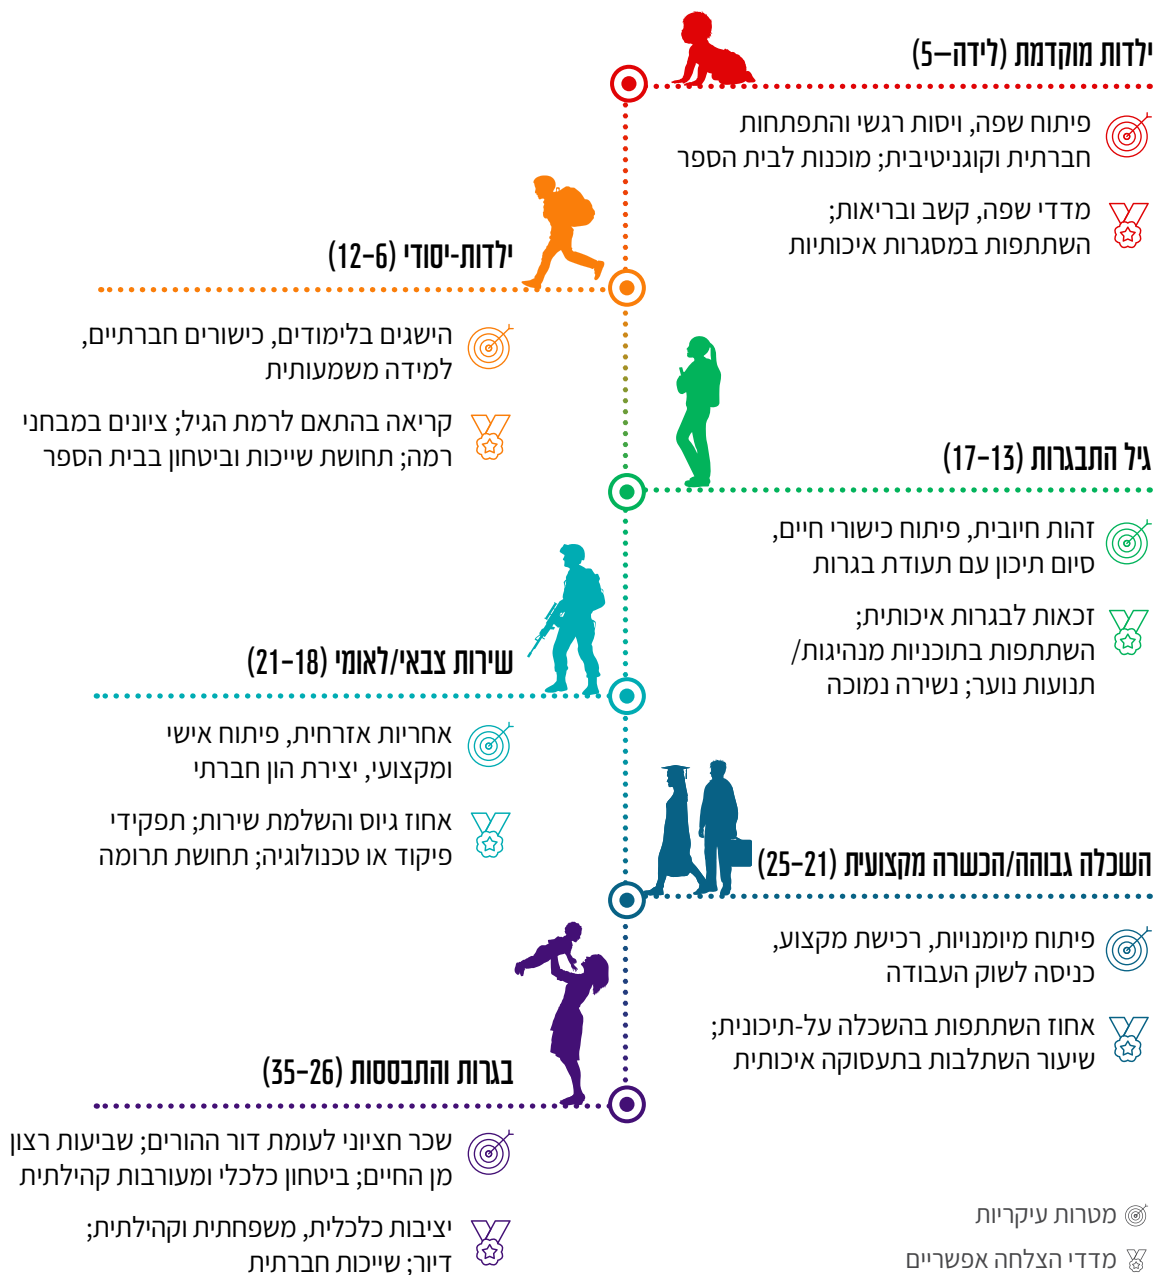 ילדות מוקדמת (לידה–5)
פיתוח שפה, ויסות רגשי והתפתחות
חברתית וקוגניטיבית; מוכנות לבית הספר
מדדי שפה, קשב ובריאות;
השתתפות במסגרות איכותיות
ילדות-יסודי (6–12)
הישגים בלימודים, כישורים חברתיים,
למידה משמעותית
קריאה בהתאם לרמת הגיל; ציונים במבחני
רמה; תחושת שייכות וביטחון בבית הספר
גיל התבגרות (13–17)
זהות חיובית, פיתוח כישורי חיים,
סיום תיכון עם תעודת בגרות
זכאות לבגרות איכותית;
השתתפות בתוכניות מנהיגות/
תנועות נוער; נשירה נמוכה
שירות צבאי/לאומי (18–21)
אחריות אזרחית, פיתוח אישי
ומקצועי, יצירת הון חברתי
אחוז גיוס והשלמת שירות; תפקידי
פיקוד או טכנולוגיה; תחושת תרומה
השכלה גבוהה/הכשרה מקצועית (21–25)
פיתוח מיומנויות, רכישת מקצוע,
כניסה לשוק העבודה
אחוז השתתפות בהשכלה על-תיכונית;
שיעור השתלבות בתעסוקה איכותית
בגרות והתבססות (26–35)
שכר חציוני לעומת דור ההורים; שביעות רצון
מן החיים; ביטחון כלכלי ומעורבות קהילתית
יציבות כלכלית, משפחתית וקהילתית;
דיור; שייכות חברתית
מטרות עיקריות
מדדי הצלחה אפשריים